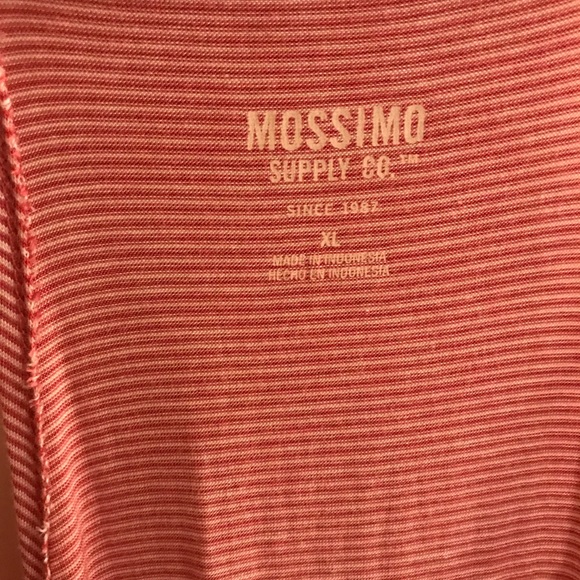 MOSSIMO
SUPPLY CO.™
SINCE 1987
XL
MADE IN INDONESIA
HECHO EN INDONESIA